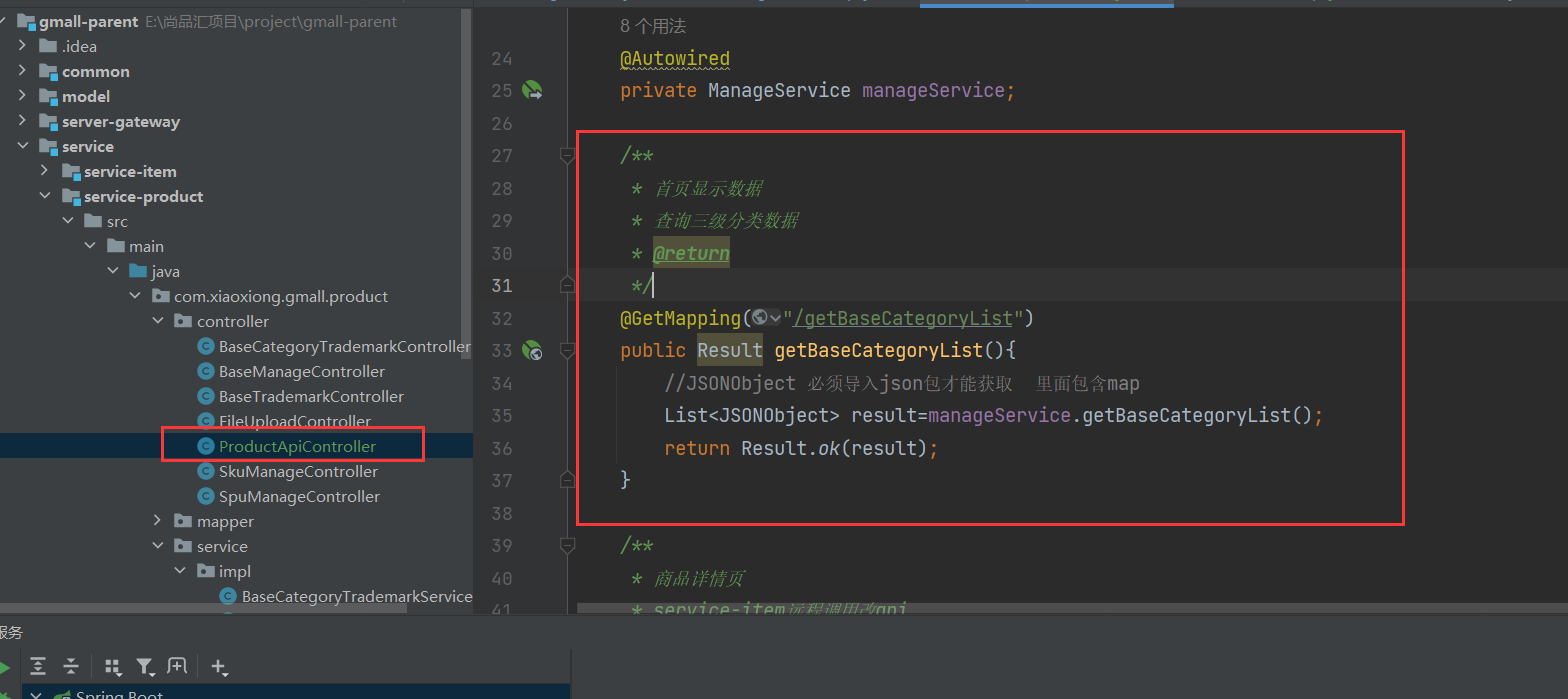 gmall-parent E:\尚品汇项目\project\gmall-parent
.idea
common
model
server-gateway
service
service-item
service-product
src
main
java
com.xiaoxiong.gmall.product
controller
BaseCategoryTrademarkController
BaseManageController
BaseTrademarkController
FileUploadController
ProductApiController
SkuManageController
SpuManageController
mapper
service
impl
BaseCategoryTrademarkService
8 个用法
24 @Autowired
25 private ManageService manageService;
26
27 /**
28 * 首页显示数据
29 * 查询三级分类数据
30 * @return
31 */
32 @GetMapping("/getBaseCategoryList")
33 public Result getBaseCategoryList(){
34 //JSONObject 必须导入json包才能获取 里面包含map
35 List<JSONObject> result=manageService.getBaseCategoryList();
36 return Result.ok(result);
37 }
38
39 /**
40 * 商品详情页
41 * service-item远程调用改api
服务
Spring Boot